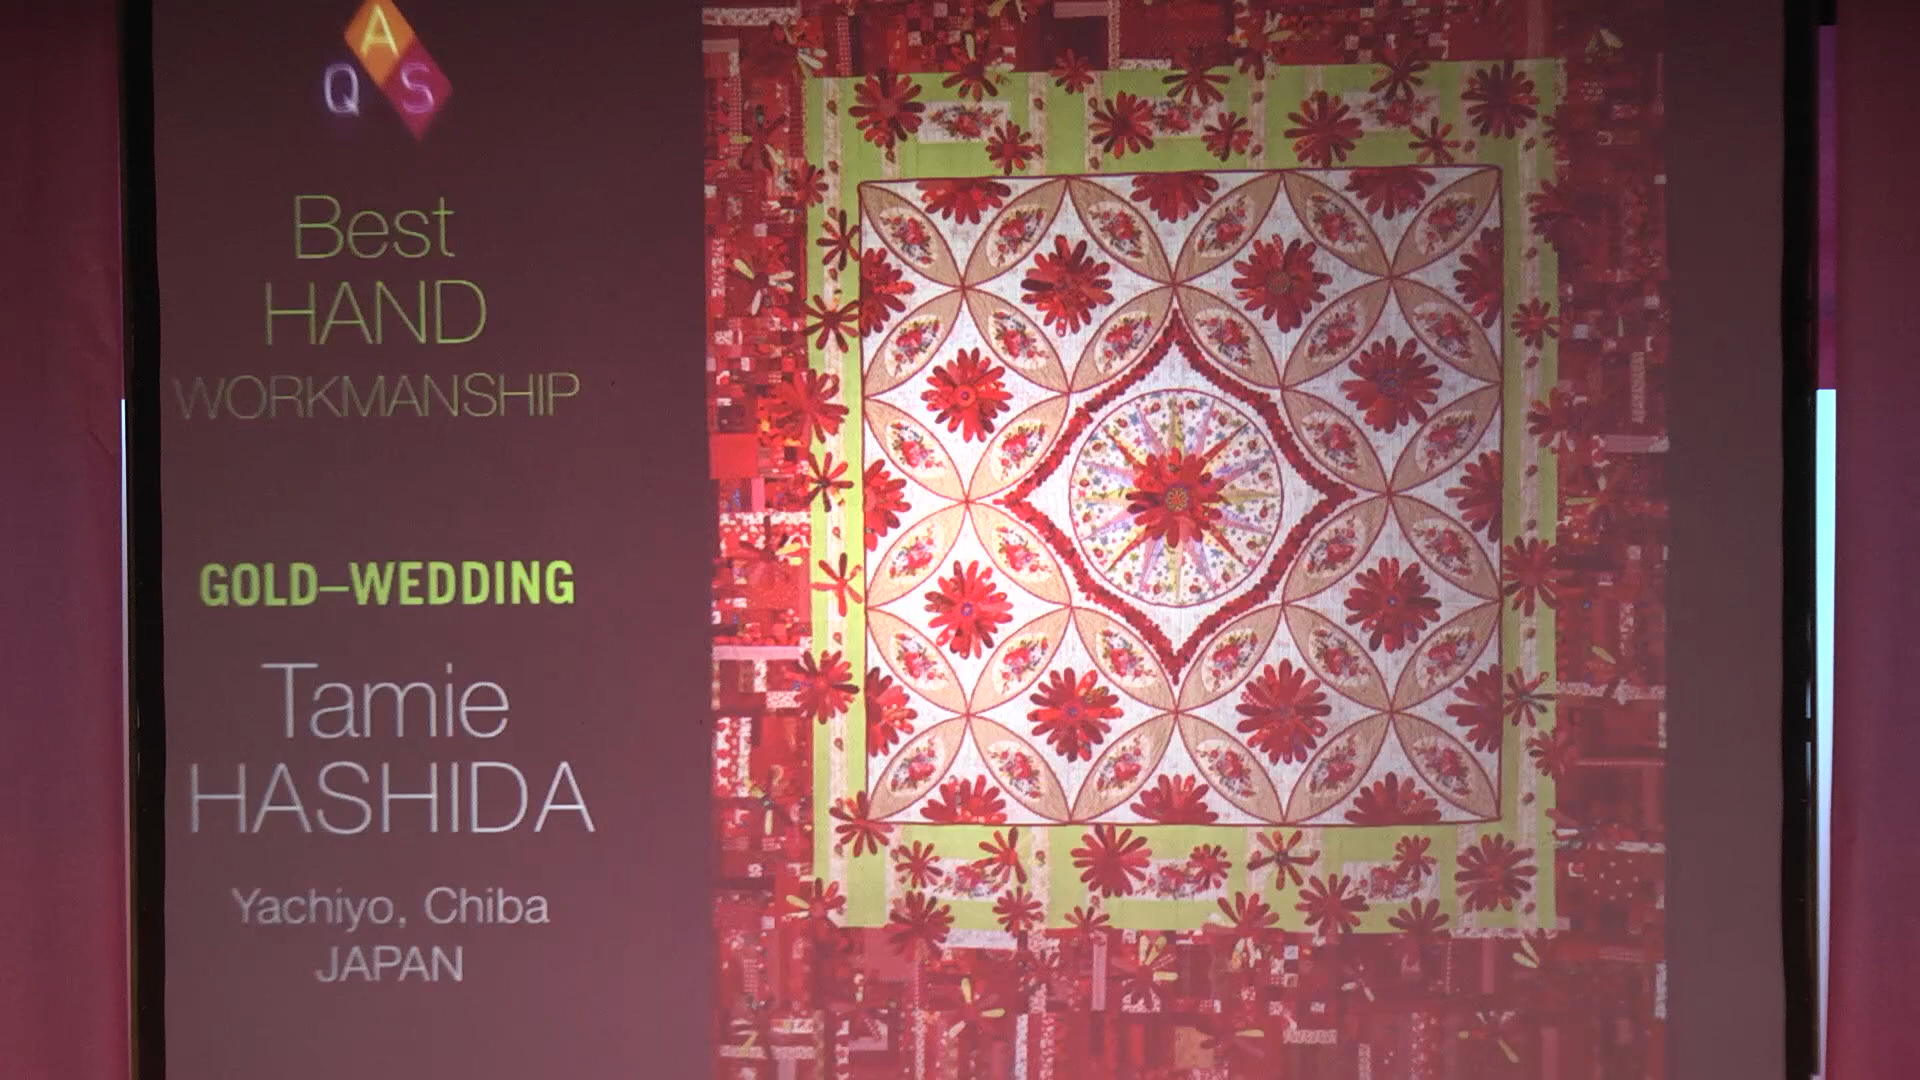 A
Q S
Best
HAND
WORKMANSHIP
GOLD–WEDDING
Tamie
HASHIDA
Yachiyo, Chiba
JAPAN